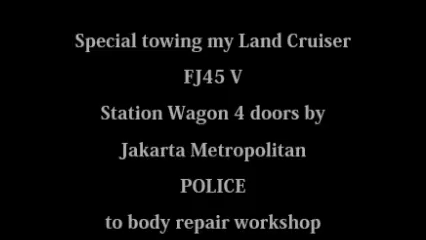 Special towing my Land Cruiser
FJ45 V
Station Wagon 4 doors by
Jakarta Metropolitan
POLICE
to body repair workshop